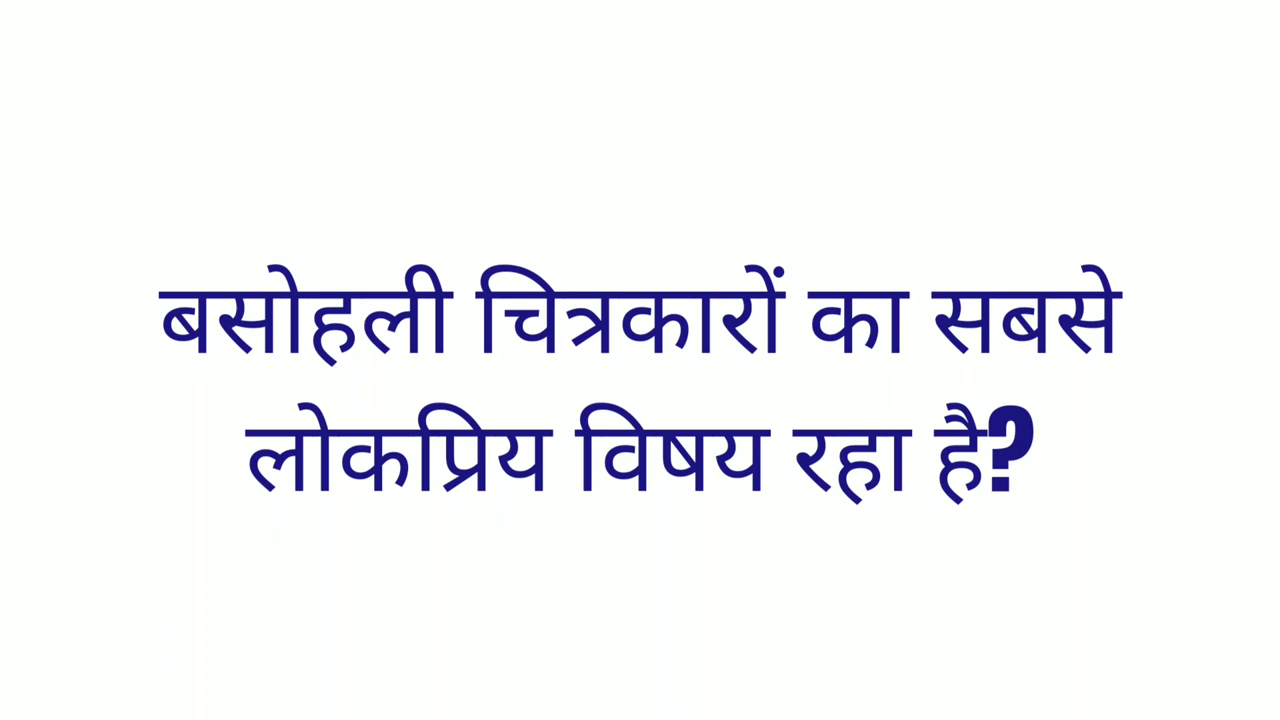 बसोहली चित्रकारों का सबसे
लोकप्रिय विषय रहा है?